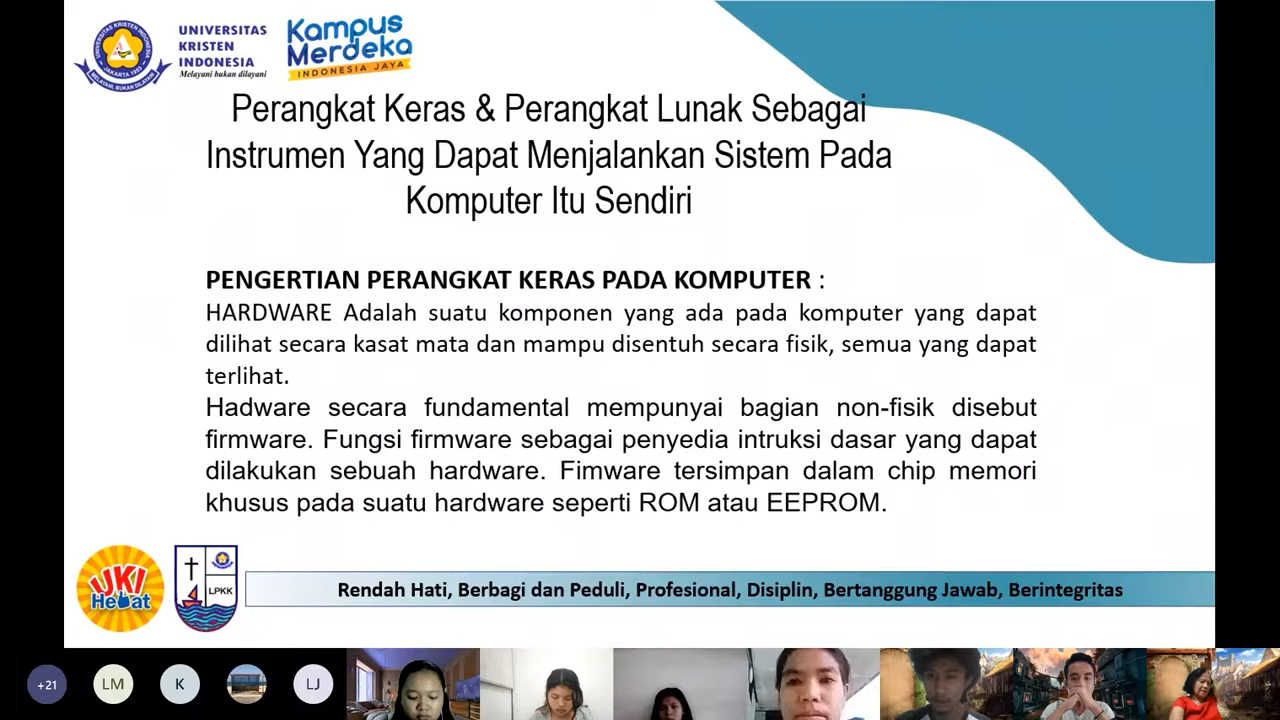 UNIVERSITAS
KRISTEN
INDONESIA
Melayani bukan dilayani
Kampus
Merdeka
INDONESIA JAYA
Perangkat Keras & Perangkat Lunak Sebagai
Instrumen Yang Dapat Menjalankan Sistem Pada
Komputer Itu Sendiri
PENGERTIAN PERANGKAT KERAS PADA KOMPUTER :
HARDWARE Adalah suatu komponen yang ada pada komputer yang dapat
dilihat secara kasat mata dan mampu disentuh secara fisik, semua yang dapat
terlihat.
Hadware secara fundamental mempunyai bagian non-fisik disebut
firmware. Fungsi firmware sebagai penyedia intruksi dasar yang dapat
dilakukan sebuah hardware. Fimware tersimpan dalam chip memori
khusus pada suatu hardware seperti ROM atau EEPROM.
UKI
Hebat
LPKK
Rendah Hati, Berbagi dan Peduli, Profesional, Disiplin, Bertanggung Jawab, Berintegritas
+21
LM
K
LJ